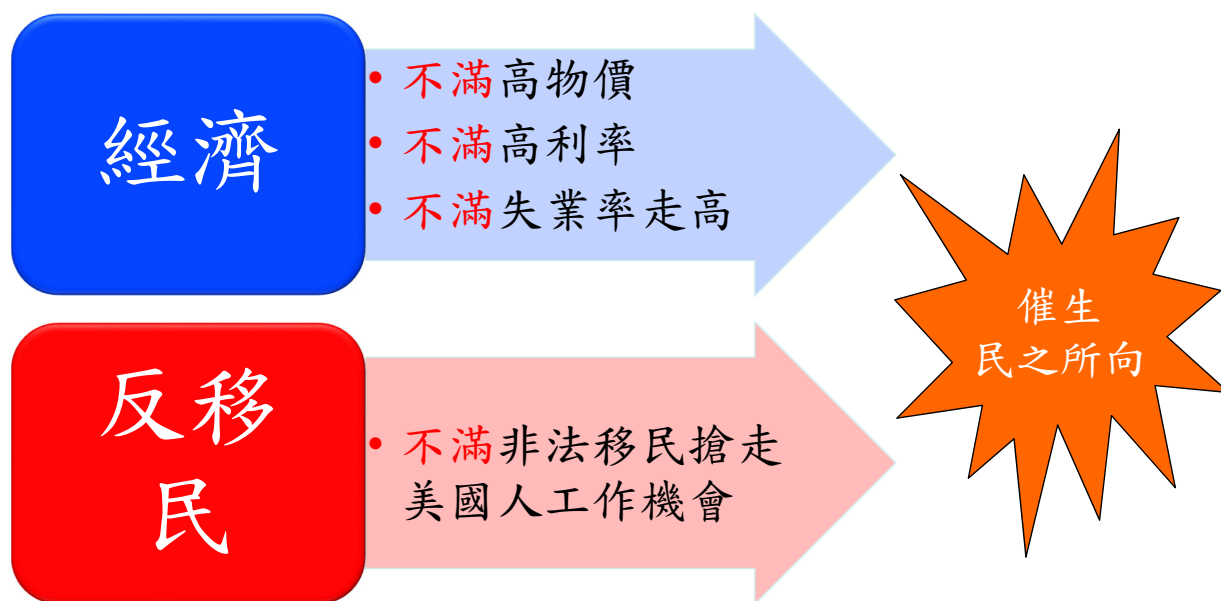 經濟
• 不滿高物價
• 不滿高利率
• 不滿失業率走高
反移
民
• 不滿非法移民搶走
美國人工作機會
催生
民之所向